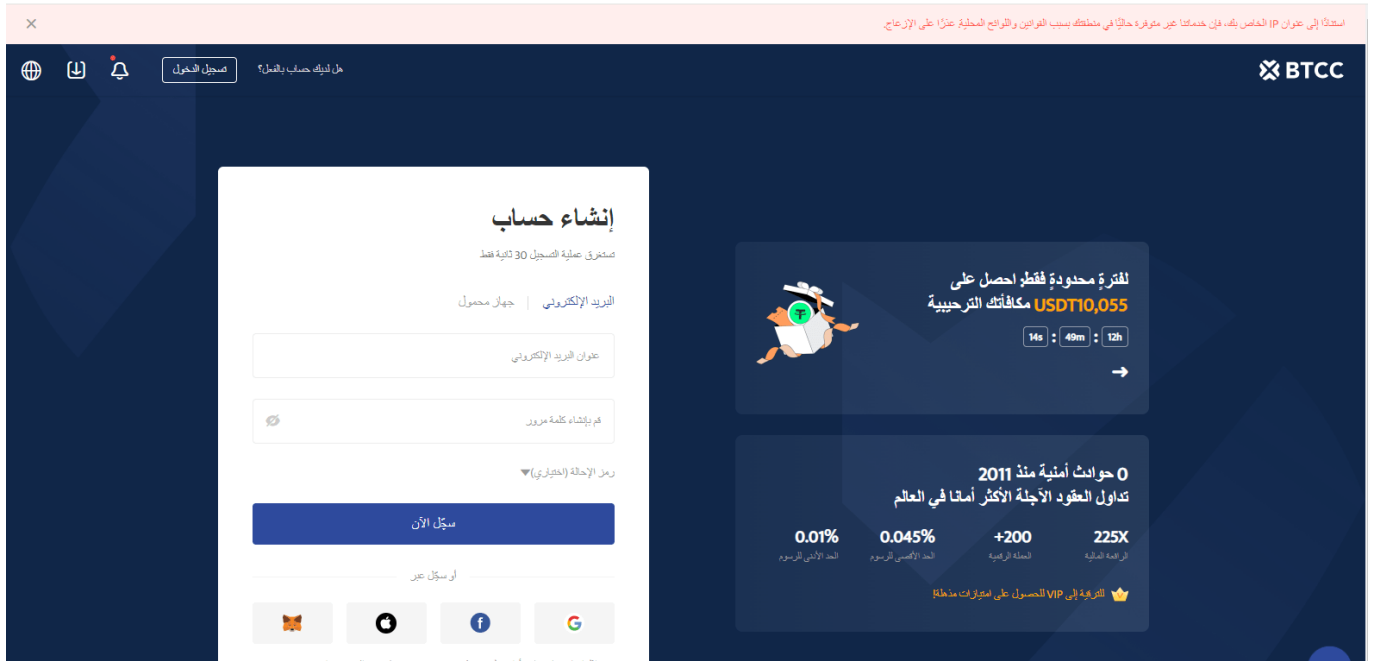 استنادًا إلى عنوان IP الخاص بك، فإن خدماتنا غير متوفرة حاليًا في منطقتك بسبب القوانين واللوائح المحلية. عذرًا على الإزعاج.
BTCC
هل لديك حساب بالفعل؟
تسجيل الدخول
إنشاء حساب
تستغرق عملية التسجيل 30 ثانية فقط
البريد الإلكتروني | جهاز محمول
عنوان البريد الإلكتروني
قم بإنشاء كلمة مرور
رمز الإحالة (اختياري)
سجّل الآن
أو سجّل عبر
لفترةٍ محدودةٍ فقط: احصل على
USDT10,055 مكافأتك الترحيبية
12h : 49m : 14s
0 حوادث أمنية منذ 2011
تداول العقود الآجلة الأكثر أمانا في العالم
225X
الرافعة المالية
200+
العملة الرقمية
0.045%
الحد الأقصى للرسوم
0.01%
الحد الأدنى للرسوم
للترقية إلى VIP للحصول على امتيازات مذهلة!